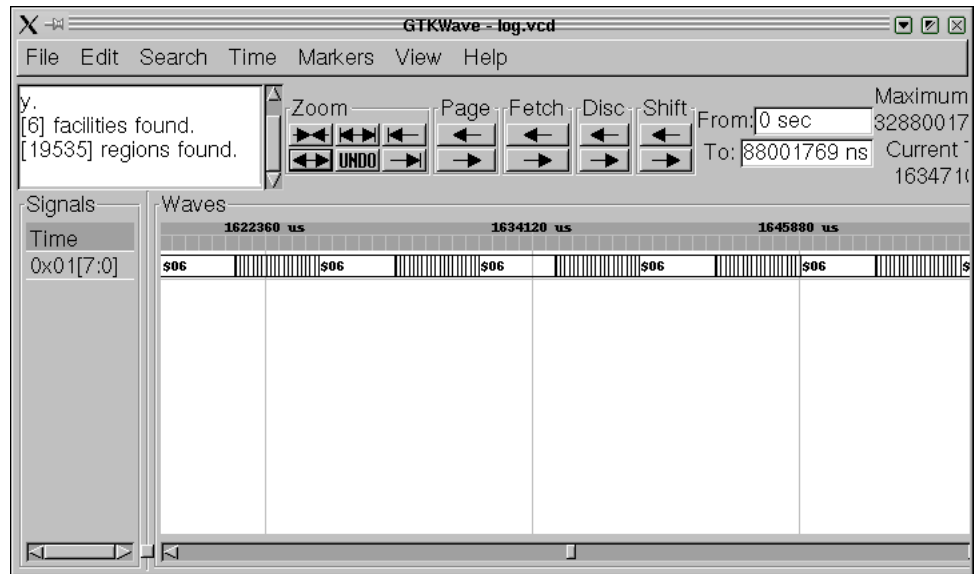 GTKWave - log.vcd
File Edit Search Time Markers View Help
y.
[6] facilities found.
[19535] regions found.
Zoom
UNDO
Page
Fetch
Disc
Shift
From: 0 sec
To: 88001769 ns
Maximum
32880017
Current
1634710
Signals
Time
0x01[7:0]
Waves
1622360 us 1634120 us 1645880 us
$06 $06 $06 $06 $06 $